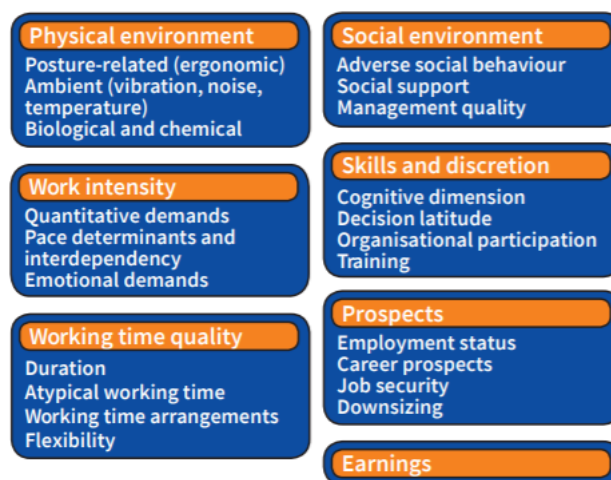 Physical environment
Posture-related (ergonomic)
Ambient (vibration, noise,
temperature)
Biological and chemical
Work intensity
Quantitative demands
Pace determinants and
interdependency
Emotional demands
Working time quality
Duration
Atypical working time
Working time arrangements
Flexibility
Social environment
Adverse social behaviour
Social support
Management quality
Skills and discretion
Cognitive dimension
Decision latitude
Organisational participation
Training
Prospects
Employment status
Career prospects
Job security
Downsizing
Earnings